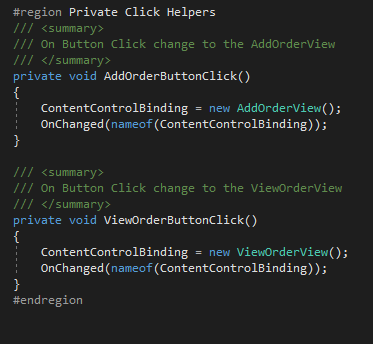 #region Private Click Helpers
/// <summary>
/// On Button Click change to the AddOrderView
/// </summary>
private void AddOrderButtonClick()
{
    ContentControlBinding = new AddOrderView();
    OnChanged(nameof(ContentControlBinding));
}

/// <summary>
/// On Button Click change to the ViewOrderView
/// </summary>
private void ViewOrderButtonClick()
{
    ContentControlBinding = new ViewOrderView();
    OnChanged(nameof(ContentControlBinding));
}
#endregion